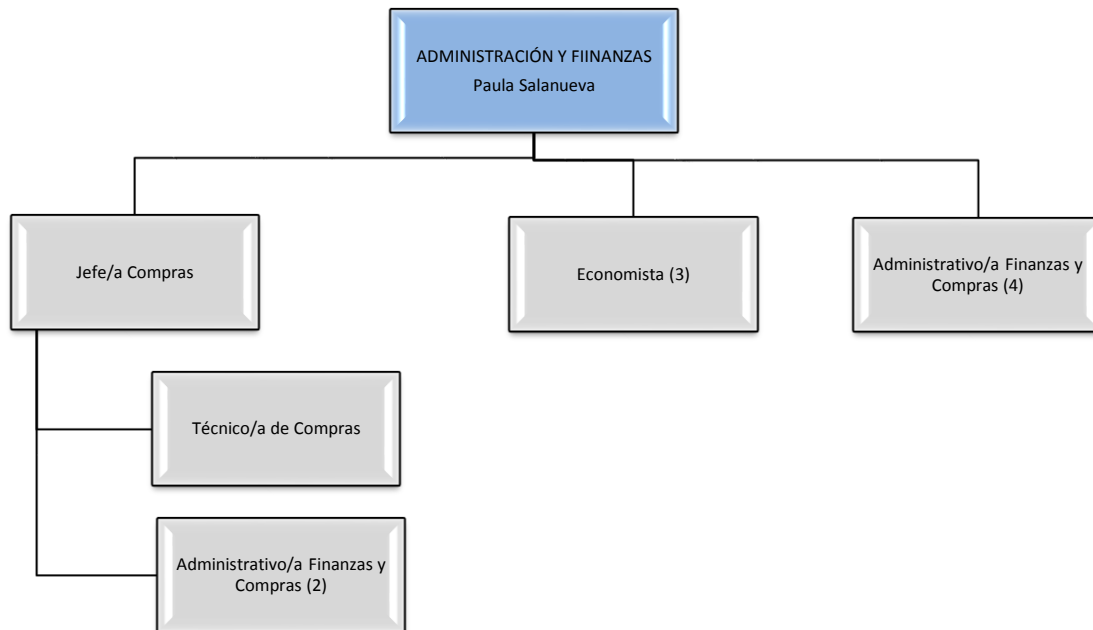 ADMINISTRACIÓN Y FIINANZAS
Paula Salanueva
Jefe/a Compras
Economista (3)
Administrativo/a Finanzas y
Compras (4)
Técnico/a de Compras
Administrativo/a Finanzas y
Compras (2)